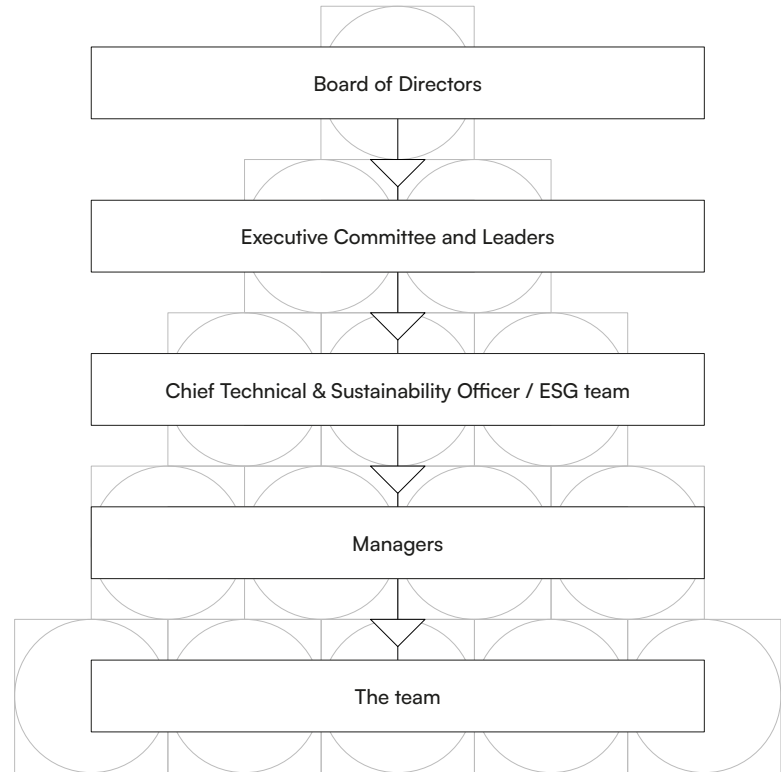 Board of Directors
Executive Committee and Leaders
Chief Technical & Sustainability Officer / ESG team
Managers
The team